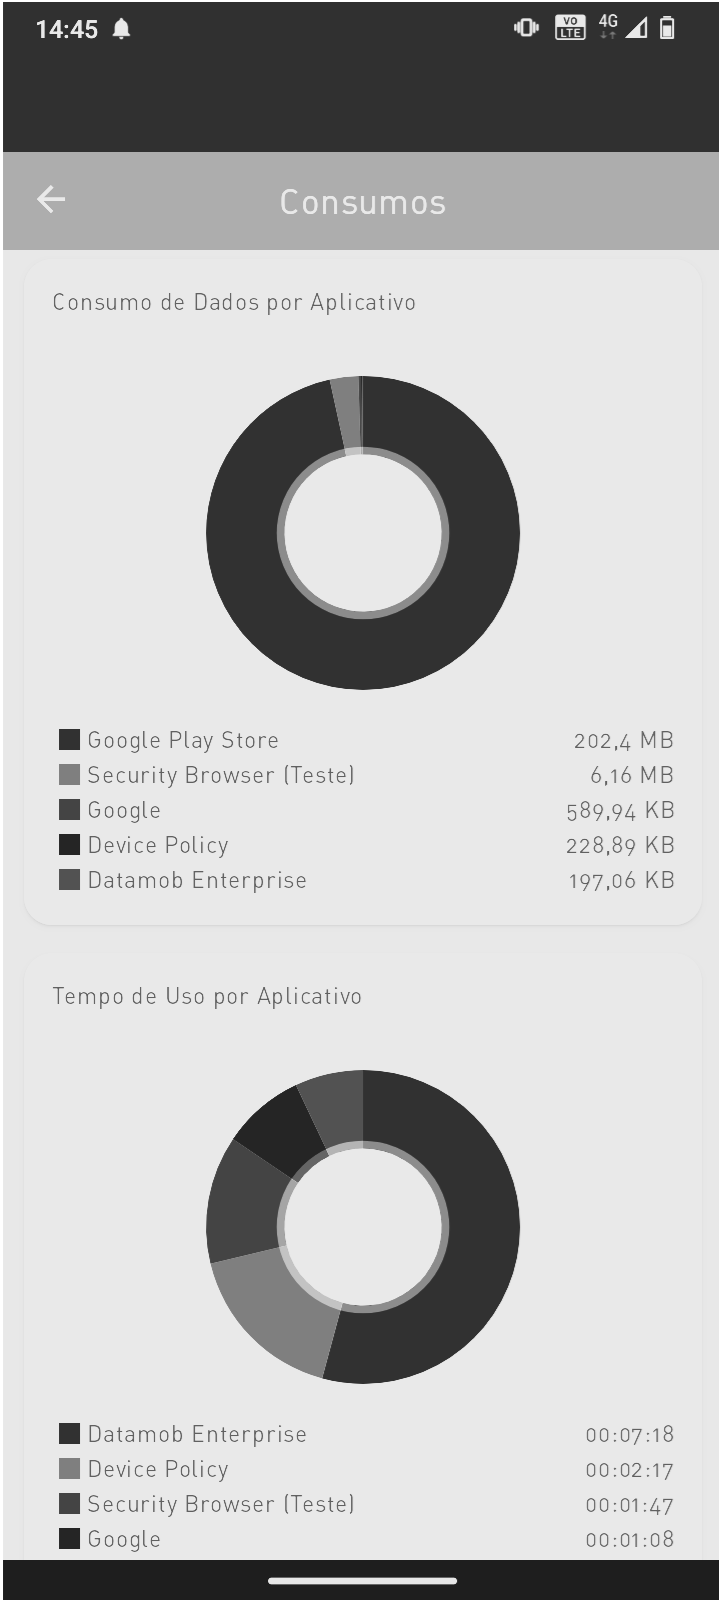 14:45
VO
LTE
4G
Consumos
Consumo de Dados por Aplicativo
Google Play Store 202,4 MB
Security Browser (Teste) 6,16 MB
Google 589,94 KB
Device Policy 228,89 KB
Datamob Enterprise 197,06 KB
Tempo de Uso por Aplicativo
Datamob Enterprise 00:07:18
Device Policy 00:02:17
Security Browser (Teste) 00:01:47
Google 00:01:08